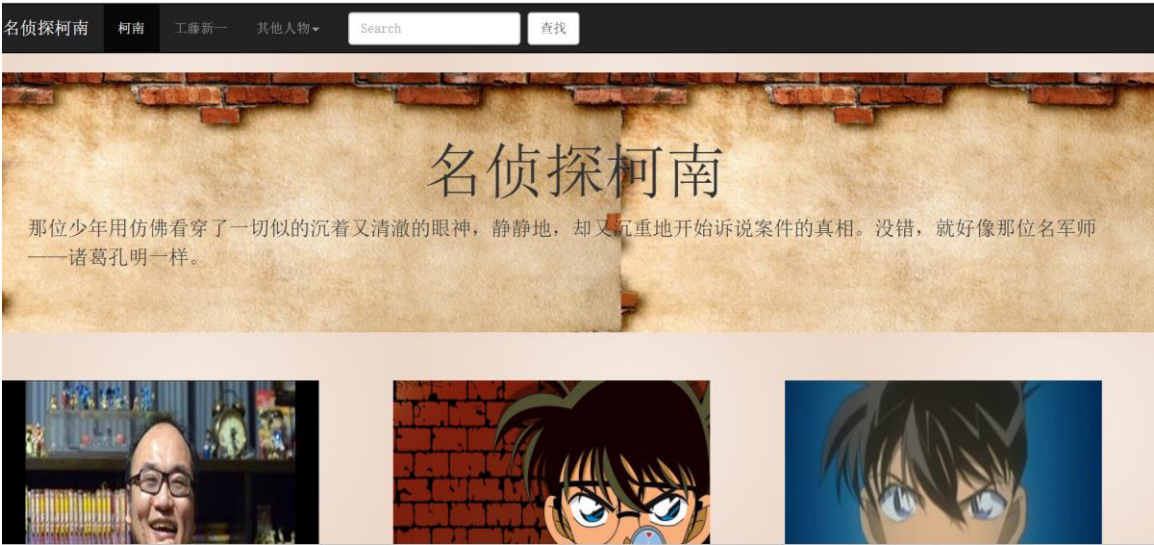 名侦探柯南 柯南 工藤新一 其他人物 Search 查找
名侦探柯南
那位少年用仿佛看穿了一切似的沉着又清澈的眼神，静静地，却又沉重地开始诉说案件的真相。没错，就好像那位名军师
——诸葛孔明一样。